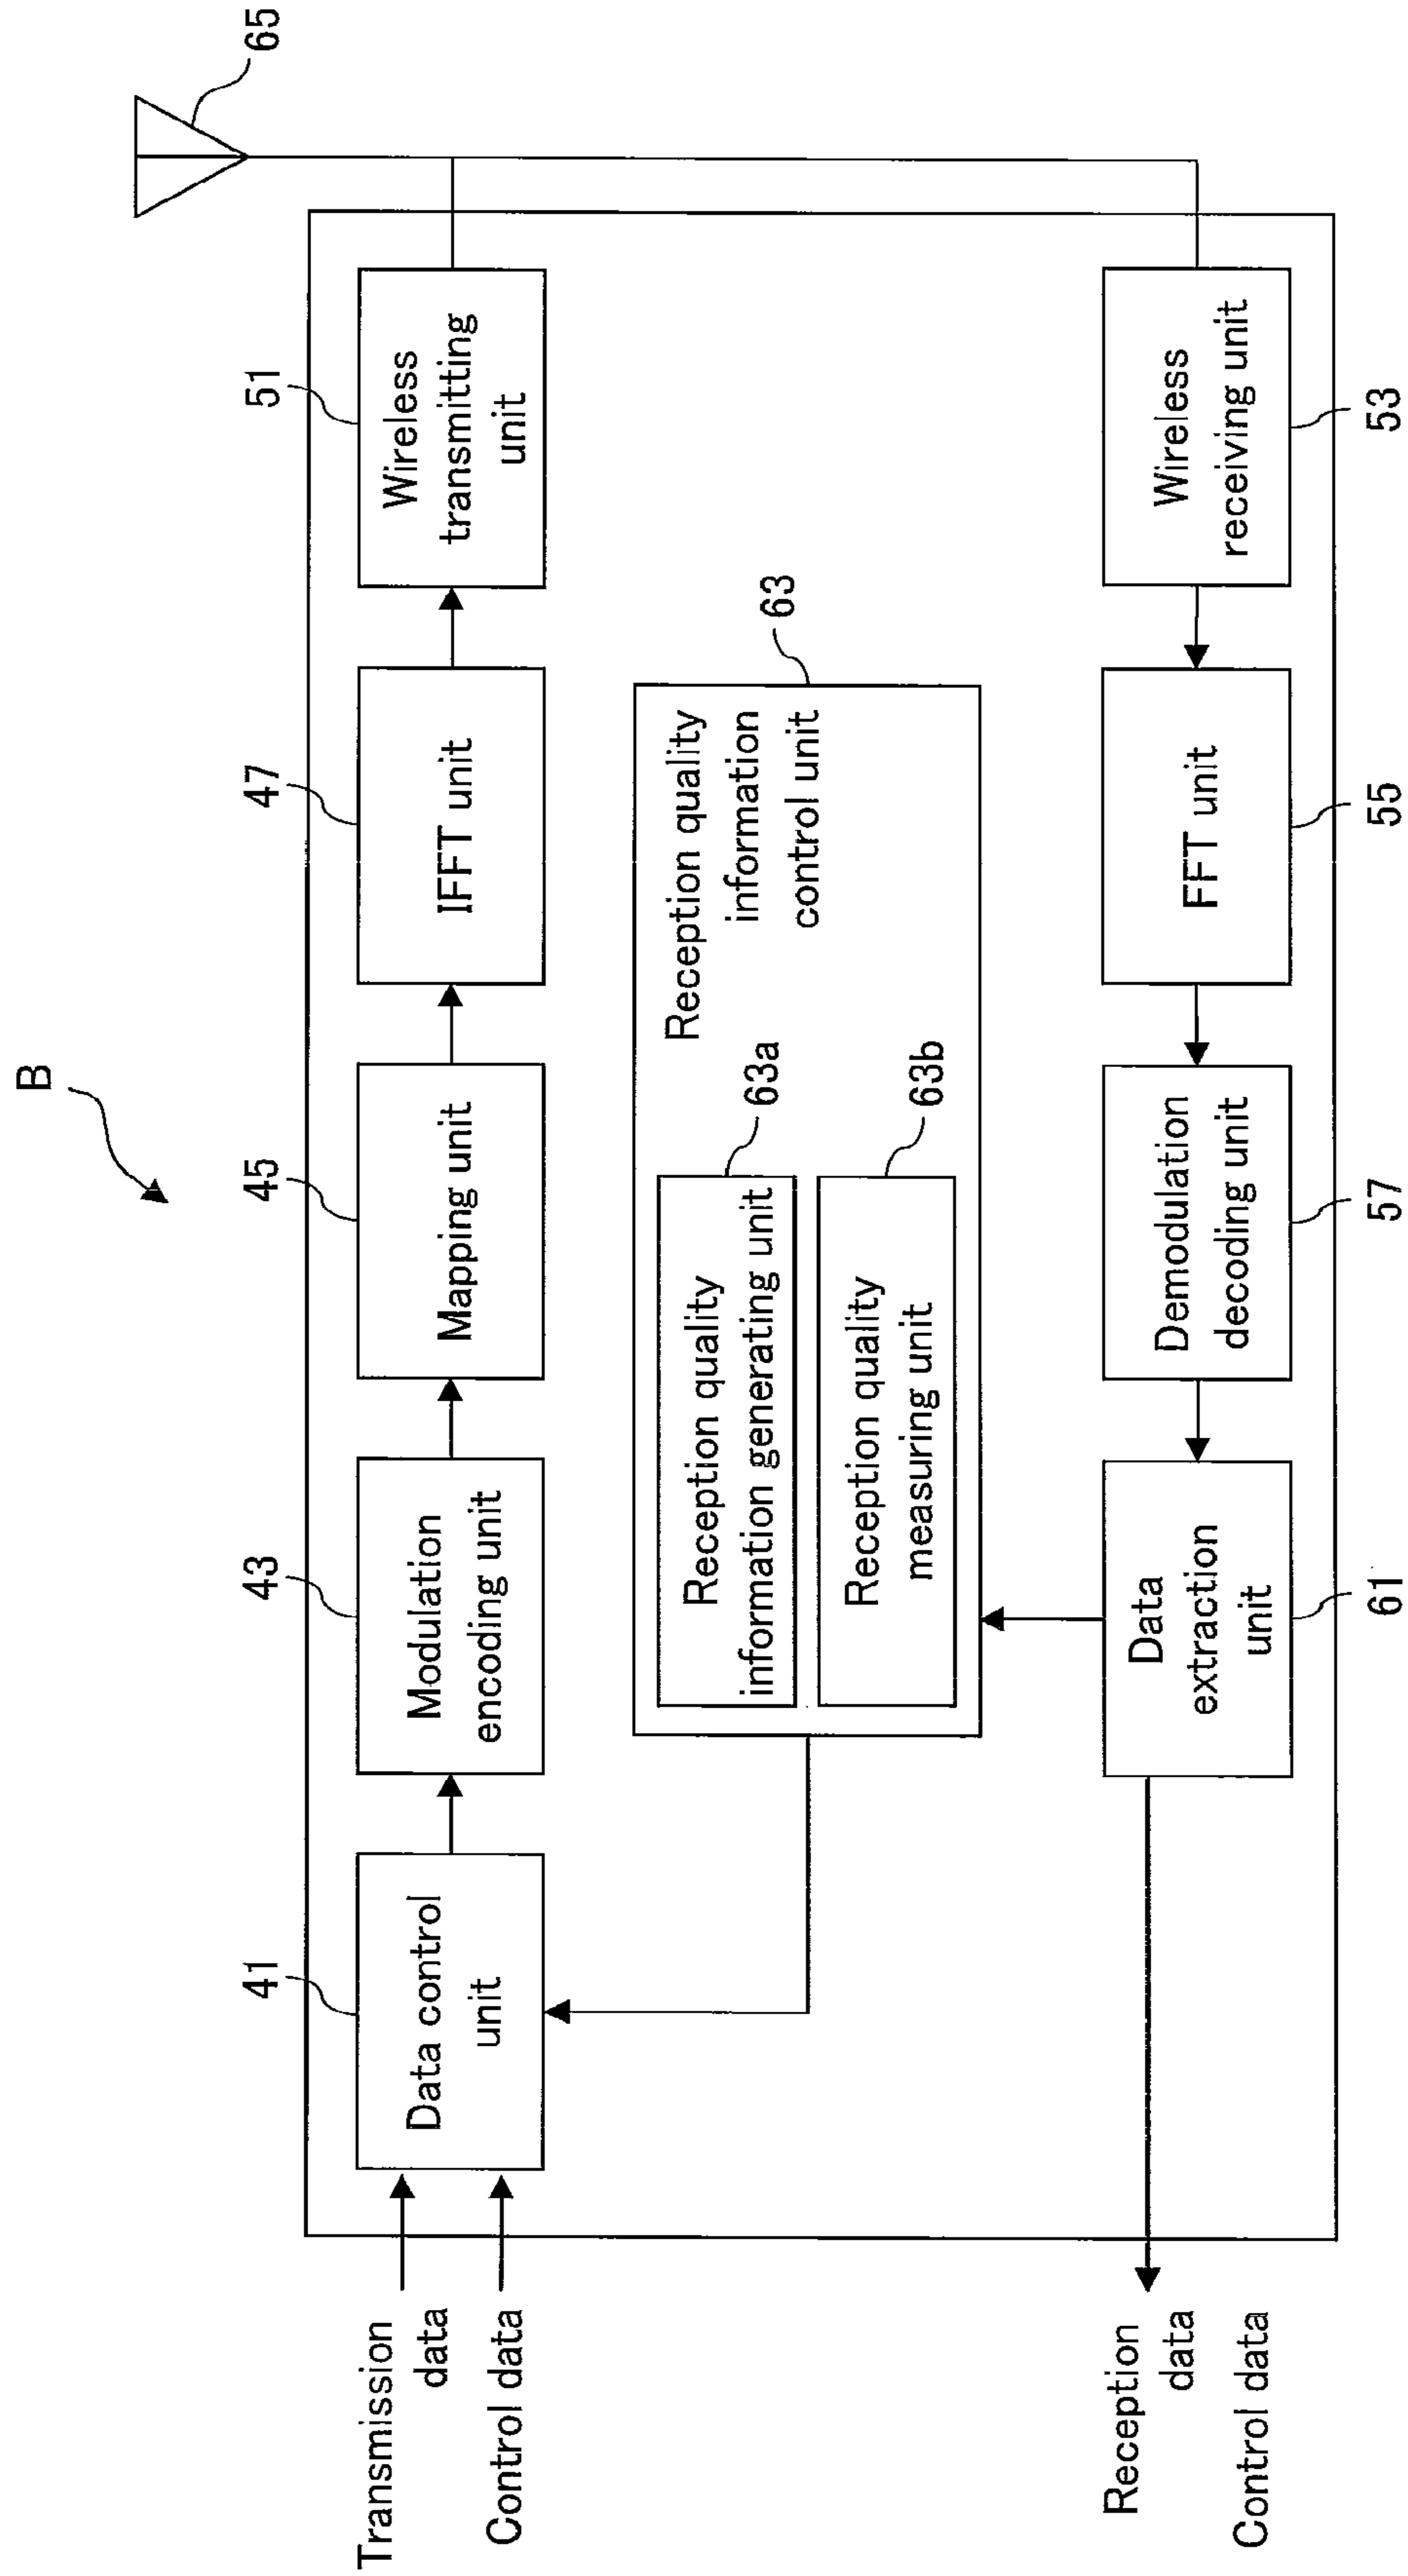 B
65
41
43
45
47
51
Transmission
data
Control data
Data control
unit
Modulation
encoding unit
Mapping unit
IFFT unit
Wireless
transmitting
unit
63
Reception quality
information
control unit
63a
Reception quality
information generating unit
63b
Reception quality
measuring unit
Reception
data
Control data
Data
extraction
unit
Demodulation
decoding unit
FFT unit
Wireless
receiving unit
61
57
55
53